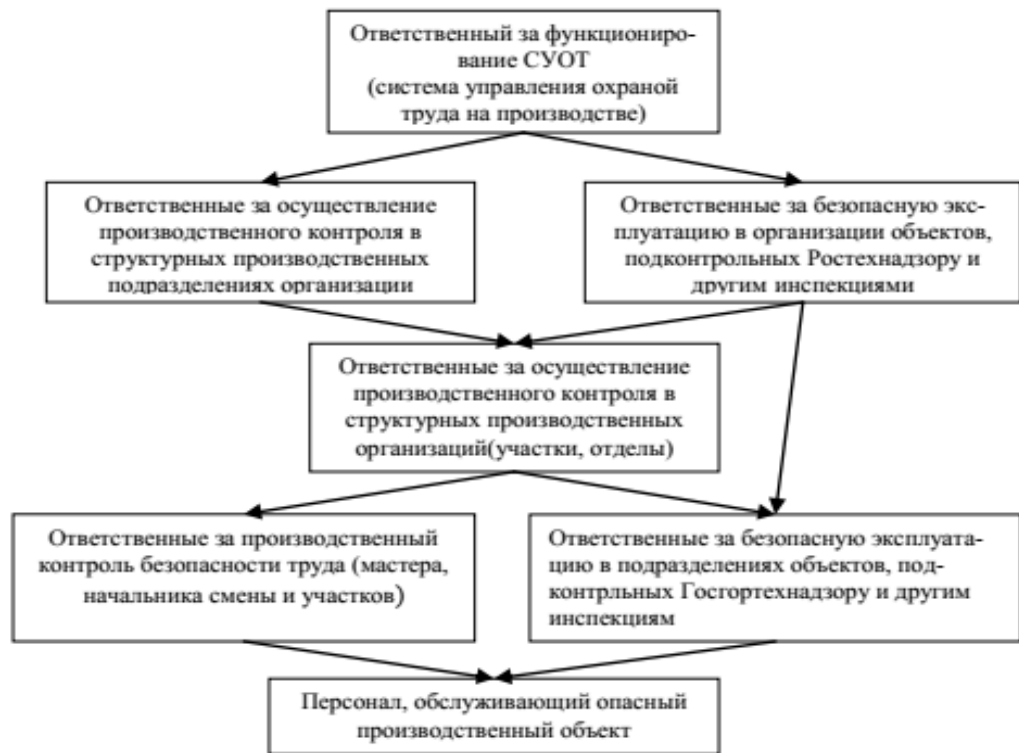 Ответственный за функциониро-
вание СУОТ
(система управления охраной
труда на производстве)
Ответственные за осуществление
производственного контроля в
структурных производственных
подразделениях организации
Ответственные за безопасную экс-
плуатацию в организации объектов,
подконтрольных Ростехнадзору и
другим инспекциями
Ответственные за осуществление
производственного контроля в
структурных производственных
организаций(участки, отделы)
Ответственные за производственный
контроль безопасности труда (мастера,
начальника смены и участков)
Ответственные за безопасную эксплуата-
цию в подразделениях объектов, под-
контрльных Госгортехнадзору и другим
инспекциям
Персонал, обслуживающий опасный
производственный объект